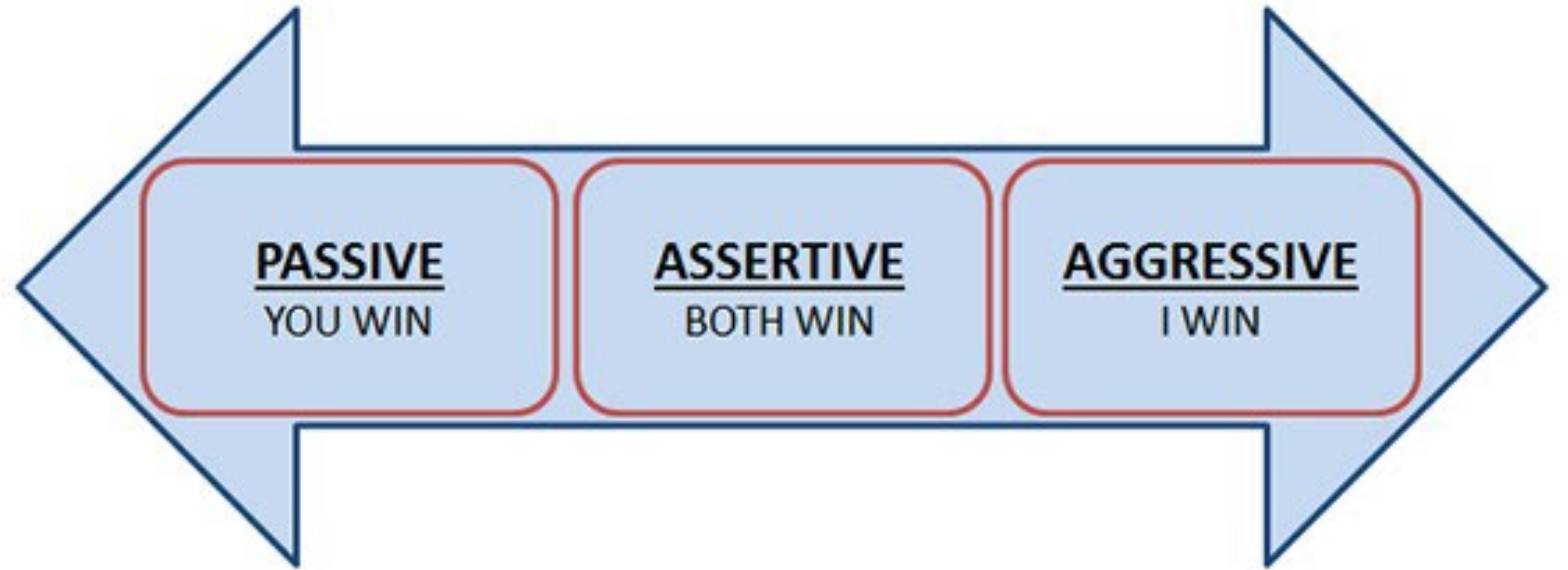 PASSIVE
YOU WIN
ASSERTIVE
BOTH WIN
AGGRESSIVE
I WIN